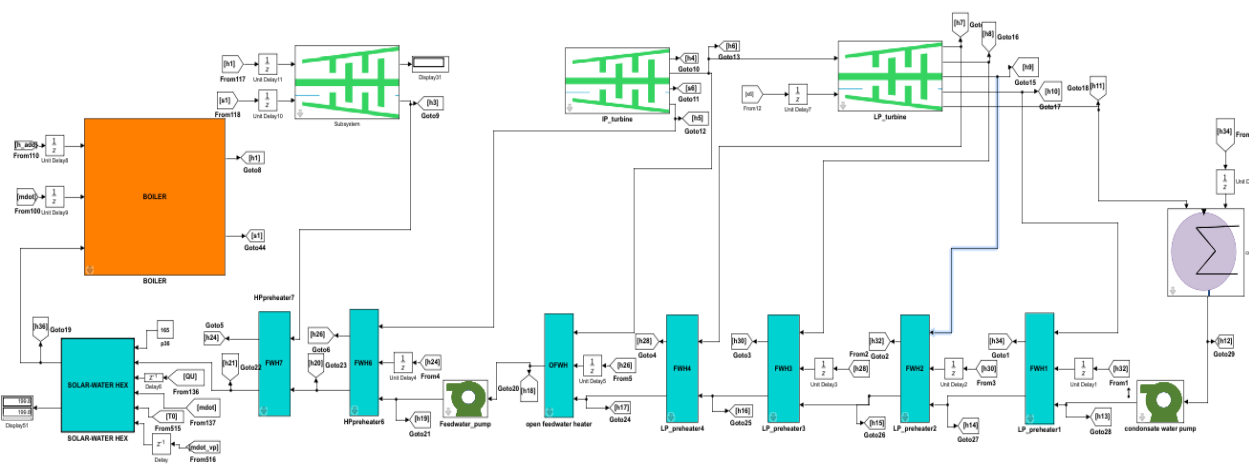 [h1]
From117
1
z
Unit Delay11
[s1]
From118
1
z
Unit Delay10
Subsystem
Display31
[h3]
Goto9
[h4]
Goto10
[h6]
Goto13
[s6]
Goto11
[h5]
Goto12
IP_turbine
[s6]
From12
1
z
Unit Delay7
LP_turbine
[h7]
[h8]
Goto16
[h9]
Goto15
[h10]
Goto17
Goto18
[h11]
[h34]
1
z
From110
1
z
Unit Delay8
[mdot]
From100
1
z
Unit Delay9
BOILER
BOILER
[h1]
Goto8
[s1]
Goto44
[h36]
Goto19
165
p36
SOLAR-WATER HEX
SOLAR-WATER HEX
Display51
Z⁻¹
Delay6
[QU]
From136
[mdot]
From137
[T0]
From515
Z⁻¹
Delay
[mdot_vp]
From516
HPpreheater7
Goto5
[h24]
[h21]
Goto22
FWH7
[h26]
Goto6
[h20]
Goto23
FWH6
HPpreheater6
1
z
Unit Delay4
[h24]
From4
[h19]
Goto21
Feedwater_pump
Goto20
[h18]
OFWH
open feedwater heater
1
z
Unit Delay5
[h26]
From5
[h17]
Goto24
[h28]
Goto4
FWH4
LP_preheater4
[h16]
Goto25
[h30]
Goto3
FWH3
LP_preheater3
1
z
Unit Delay3
From2
[h28]
[h15]
Goto26
[h32]
Goto2
FWH2
LP_preheater2
1
z
Unit Delay2
[h30]
From3
[h14]
Goto27
[h34]
Goto1
FWH1
LP_preheater1
1
z
Unit Delay1
[h32]
From1
[h13]
Goto28
condonsate water pump
[h12]
Goto29